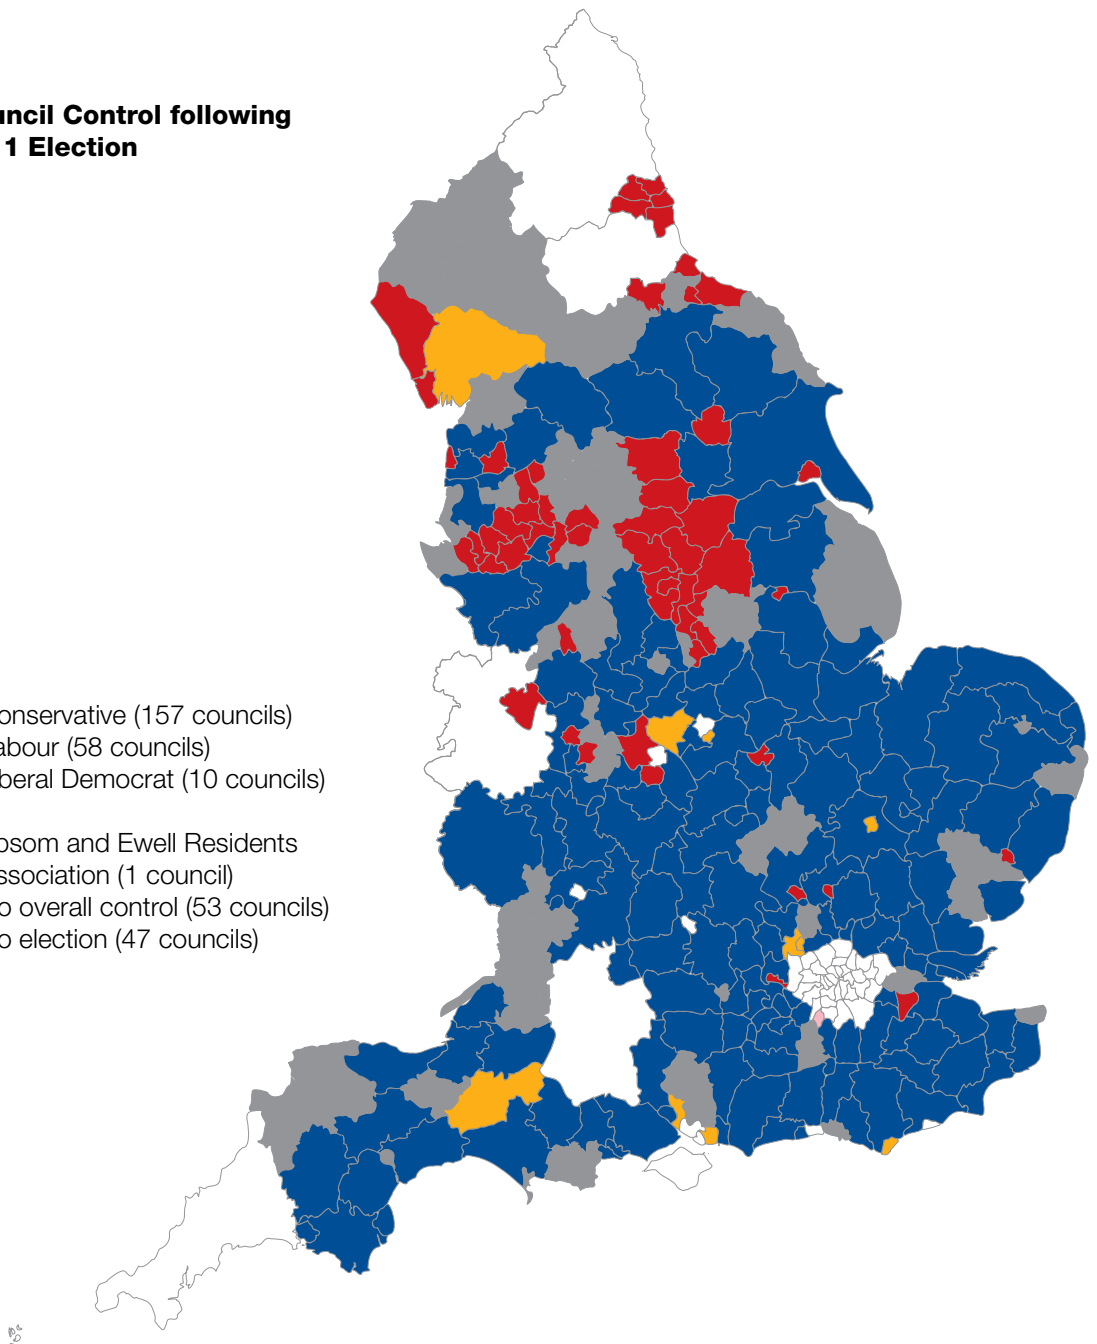 uncil Control following
1 Election
onservative (157 councils)
abour (58 councils)
beral Democrat (10 councils)
psom and Ewell Residents
ssociation (1 council)
o overall control (53 councils)
o election (47 councils)